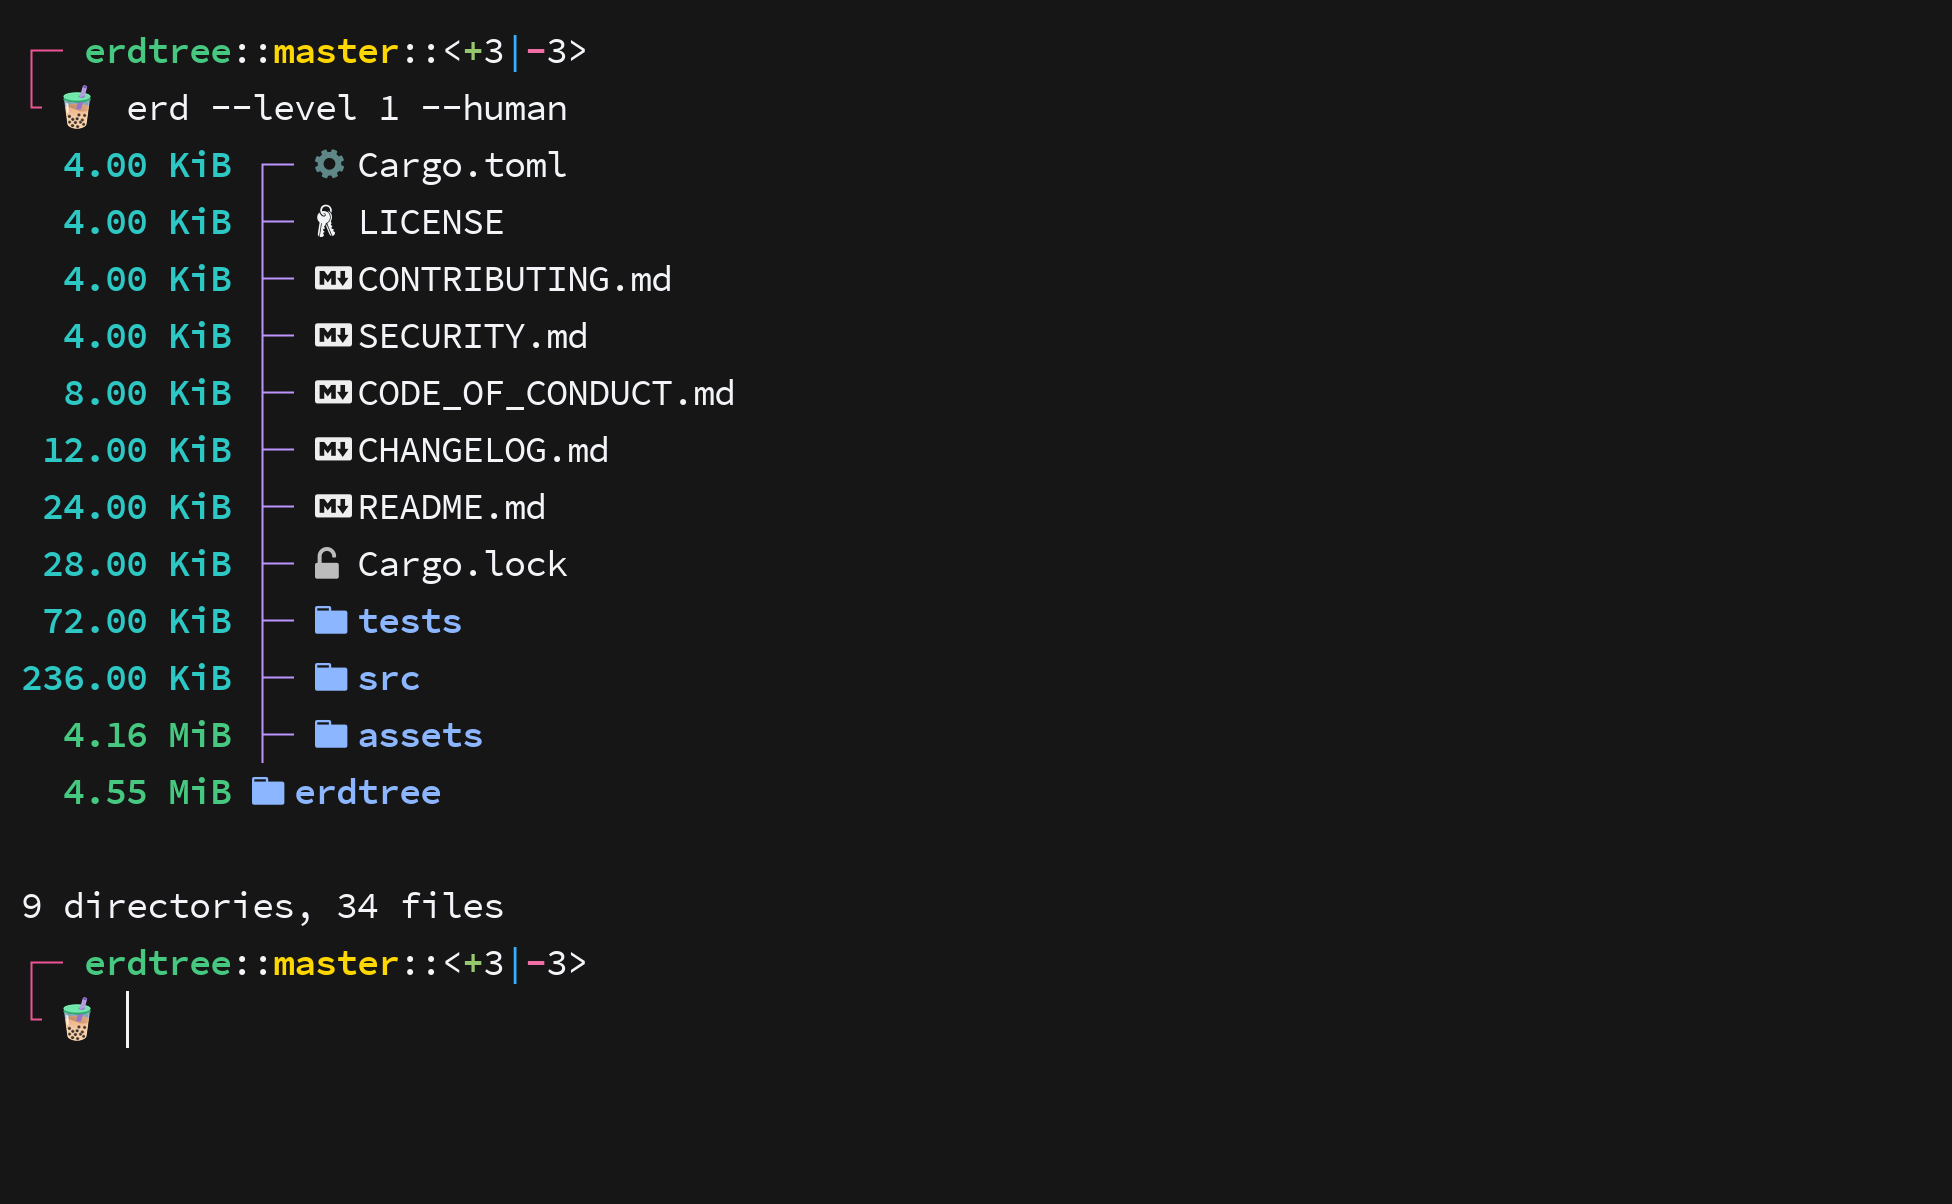 erdtree::master::<+3|-3>
erd --level 1 --human
4.00 KiB Cargo.toml
4.00 KiB LICENSE
4.00 KiB CONTRIBUTING.md
4.00 KiB SECURITY.md
8.00 KiB CODE_OF_CONDUCT.md
12.00 KiB CHANGELOG.md
24.00 KiB README.md
28.00 KiB Cargo.lock
72.00 KiB tests
236.00 KiB src
4.16 MiB assets
4.55 MiB erdtree
9 directories, 34 files
erdtree::master::<+3|-3>